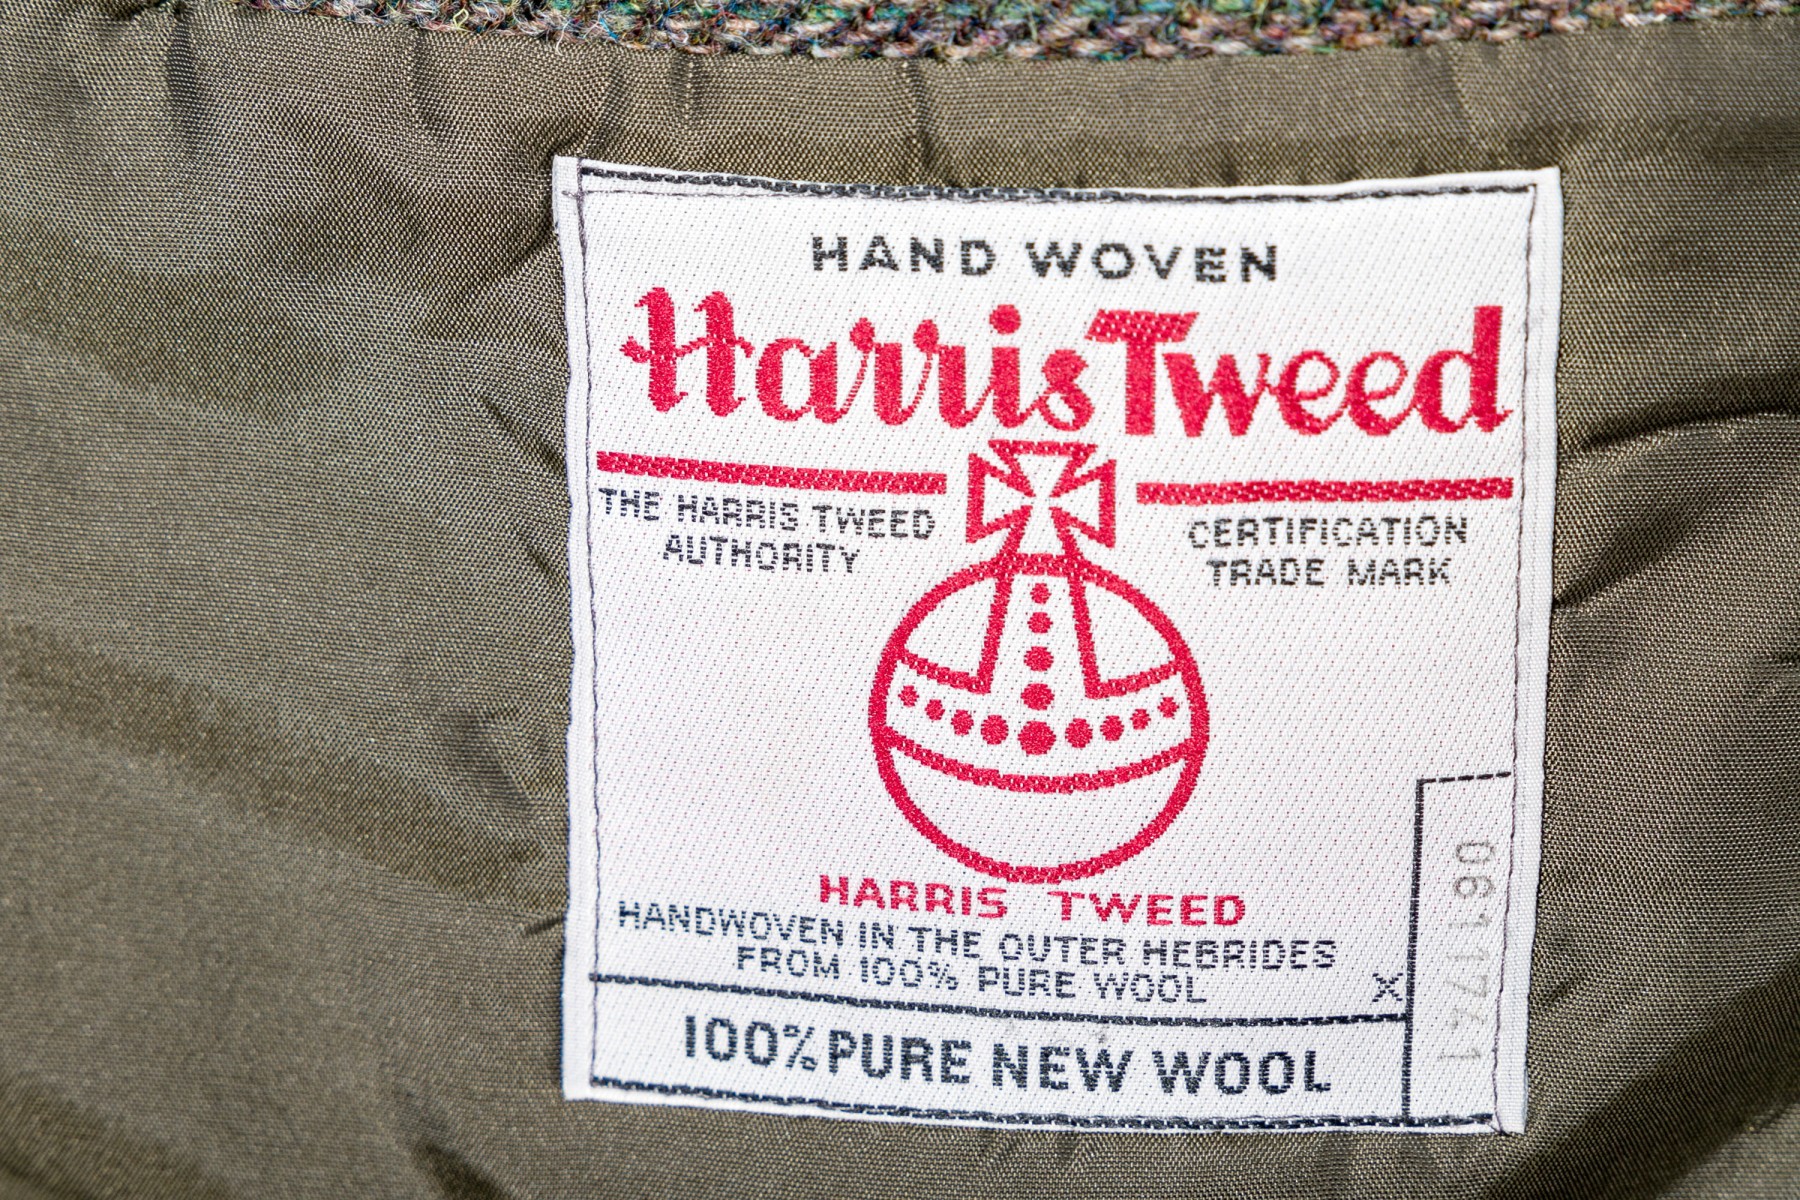 HAND WOVEN
Harris Tweed
THE HARRIS TWEED
AUTHORITY
CERTIFICATION
TRADE MARK
HARRIS TWEED
HANDWOVEN IN THE OUTER HEBRIDES
FROM 100% PURE WOOL
X
100% PURE NEW WOOL
0611741